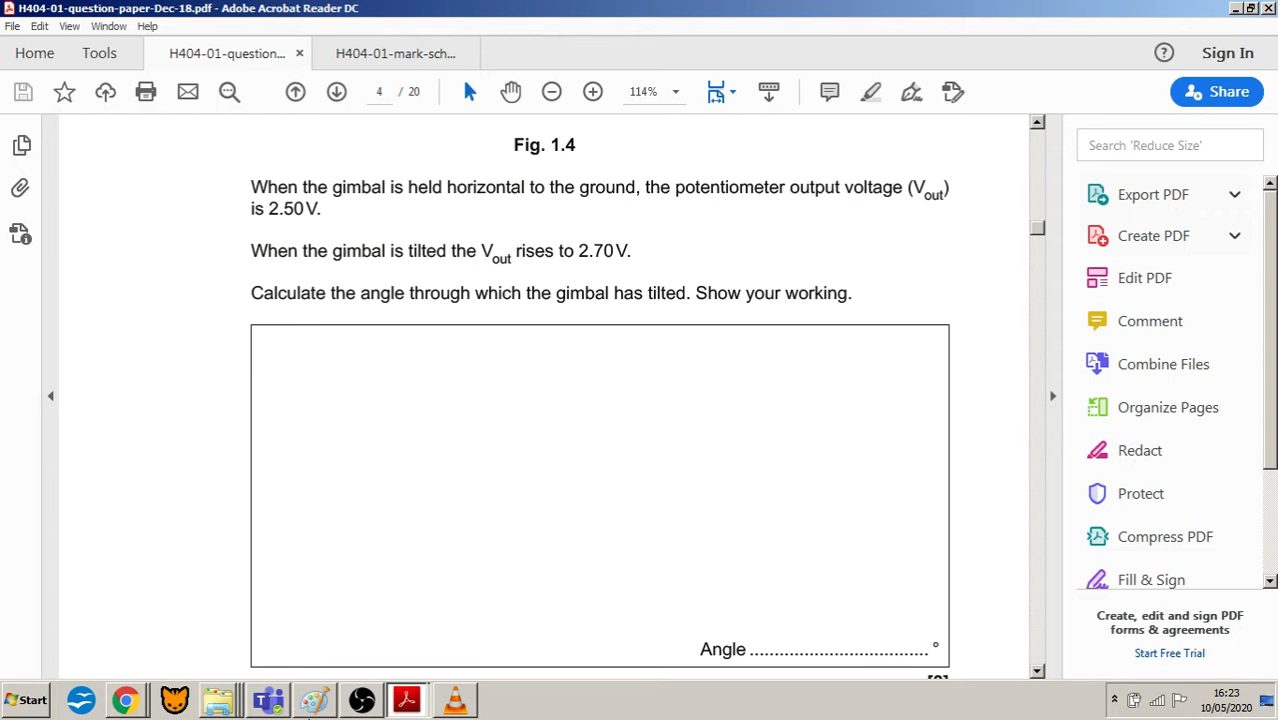 H404-01-question-paper-Dec-18.pdf - Adobe Acrobat Reader DC
File Edit View Window Help
Home Tools H404-01-question... × H404-01-mark-sch... Sign In
4 / 20 114% Share
Fig. 1.4
When the gimbal is held horizontal to the ground, the potentiometer output voltage (Vout)
is 2.50 V.
When the gimbal is tilted the Vout rises to 2.70 V.
Calculate the angle through which the gimbal has tilted. Show your working.
Angle .................................... °
Search 'Reduce Size'
Export PDF
Create PDF
Edit PDF
Comment
Combine Files
Organize Pages
Redact
Protect
Compress PDF
Fill & Sign
Create, edit and sign PDF
forms & agreements
Start Free Trial
Start
16:23
10/05/2020